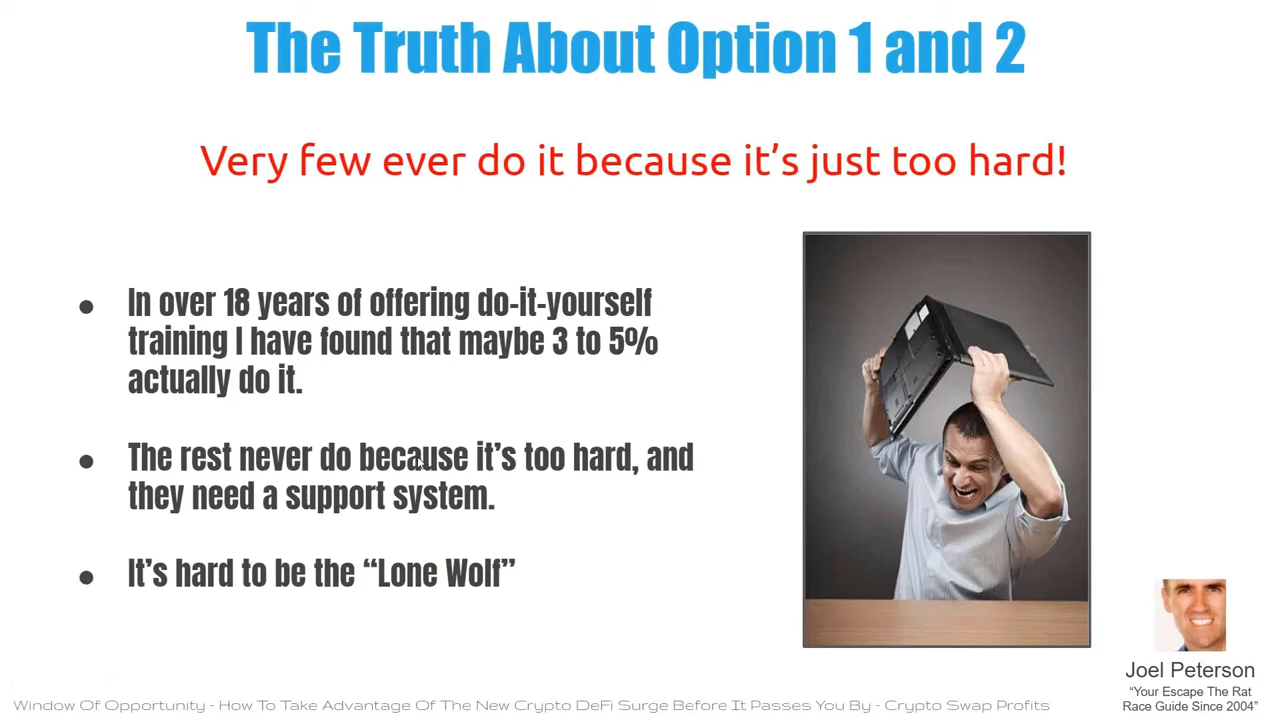 The Truth About Option 1 and 2
Very few ever do it because it’s just too hard!
● In over 18 years of offering do-it-yourself
training I have found that maybe 3 to 5%
actually do it.
● The rest never do because it’s too hard, and
they need a support system.
● It’s hard to be the “Lone Wolf”
Joel Peterson
“Your Escape The Rat
Race Guide Since 2004”
Window Of Opportunity - How To Take Advantage Of The New Crypto DeFi Surge Before It Passes You By - Crypto Swap Profits